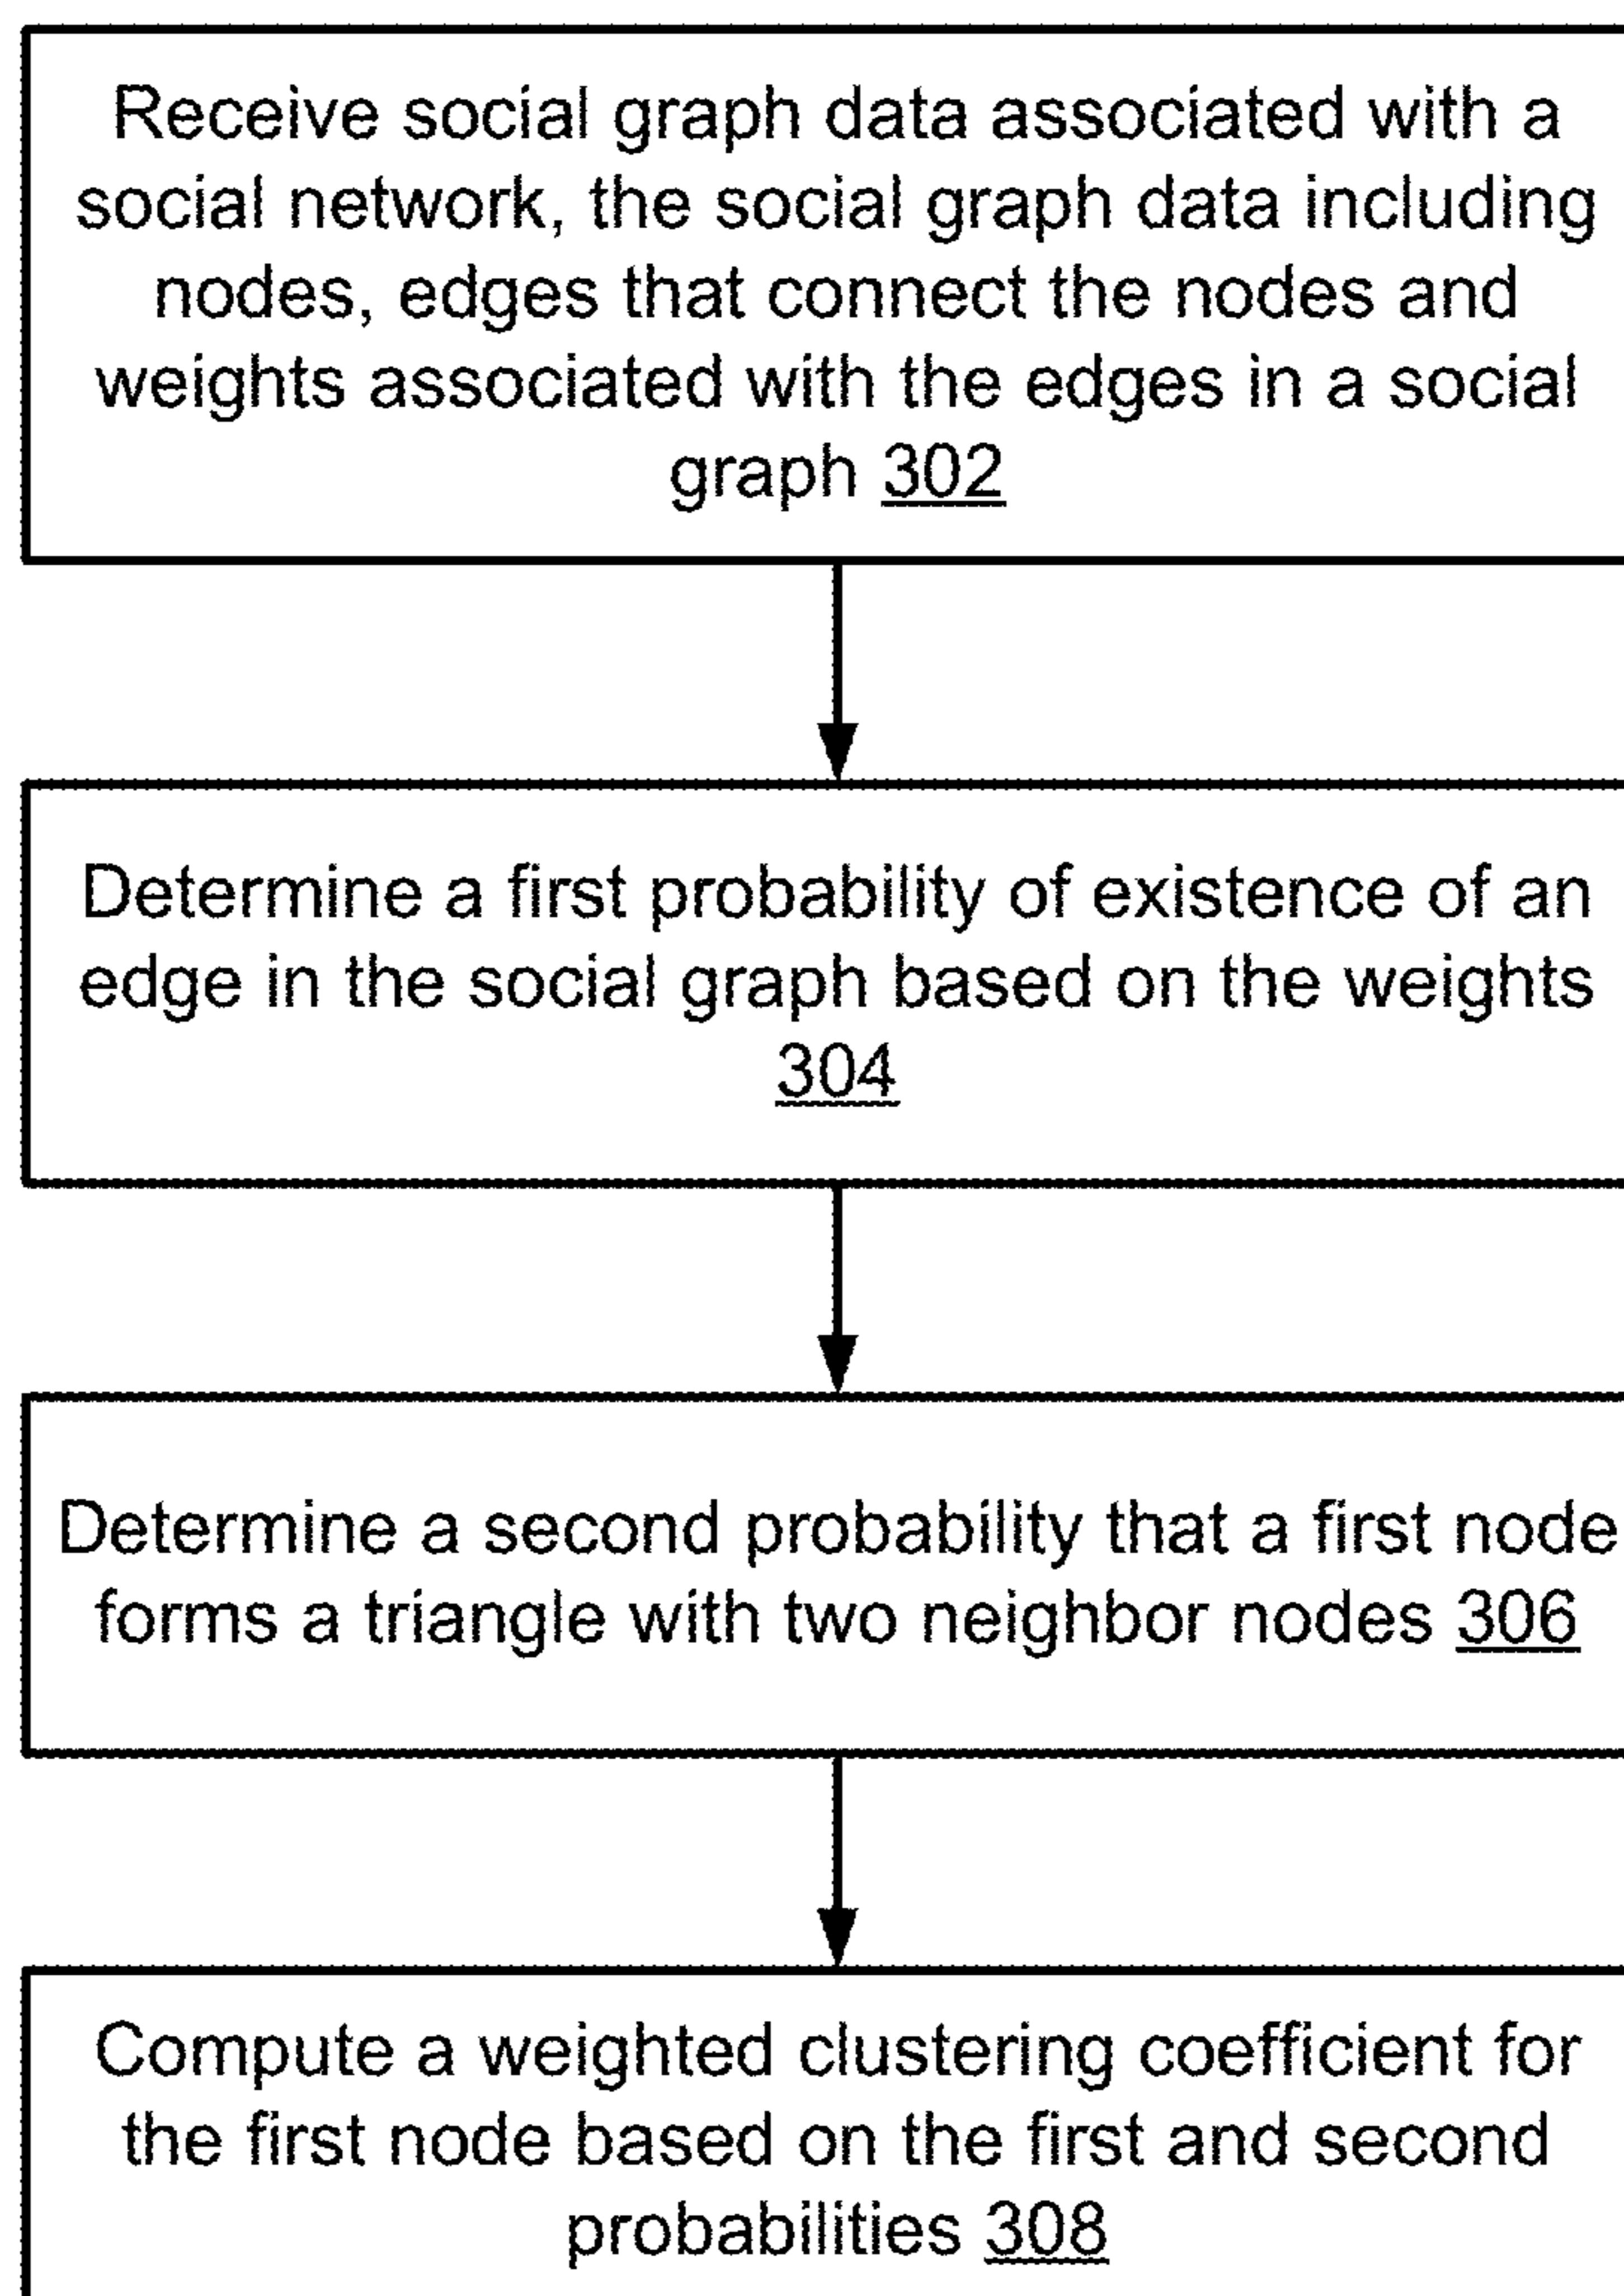 Receive social graph data associated with a
social network, the social graph data including
nodes, edges that connect the nodes and
weights associated with the edges in a social
graph 302
Determine a first probability of existence of an
edge in the social graph based on the weights
304
Determine a second probability that a first node
forms a triangle with two neighbor nodes 306
Compute a weighted clustering coefficient for
the first node based on the first and second
probabilities 308